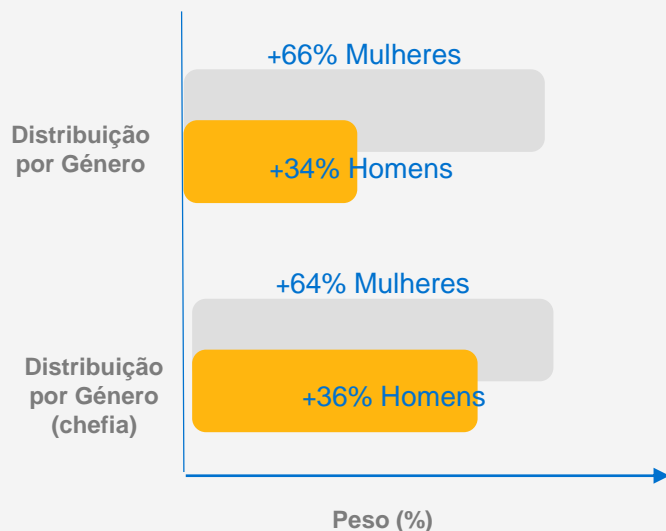 +66% Mulheres
Distribuição
por Género
+34% Homens
+64% Mulheres
Distribuição
por Género
(chefia)
+36% Homens
Peso (%)